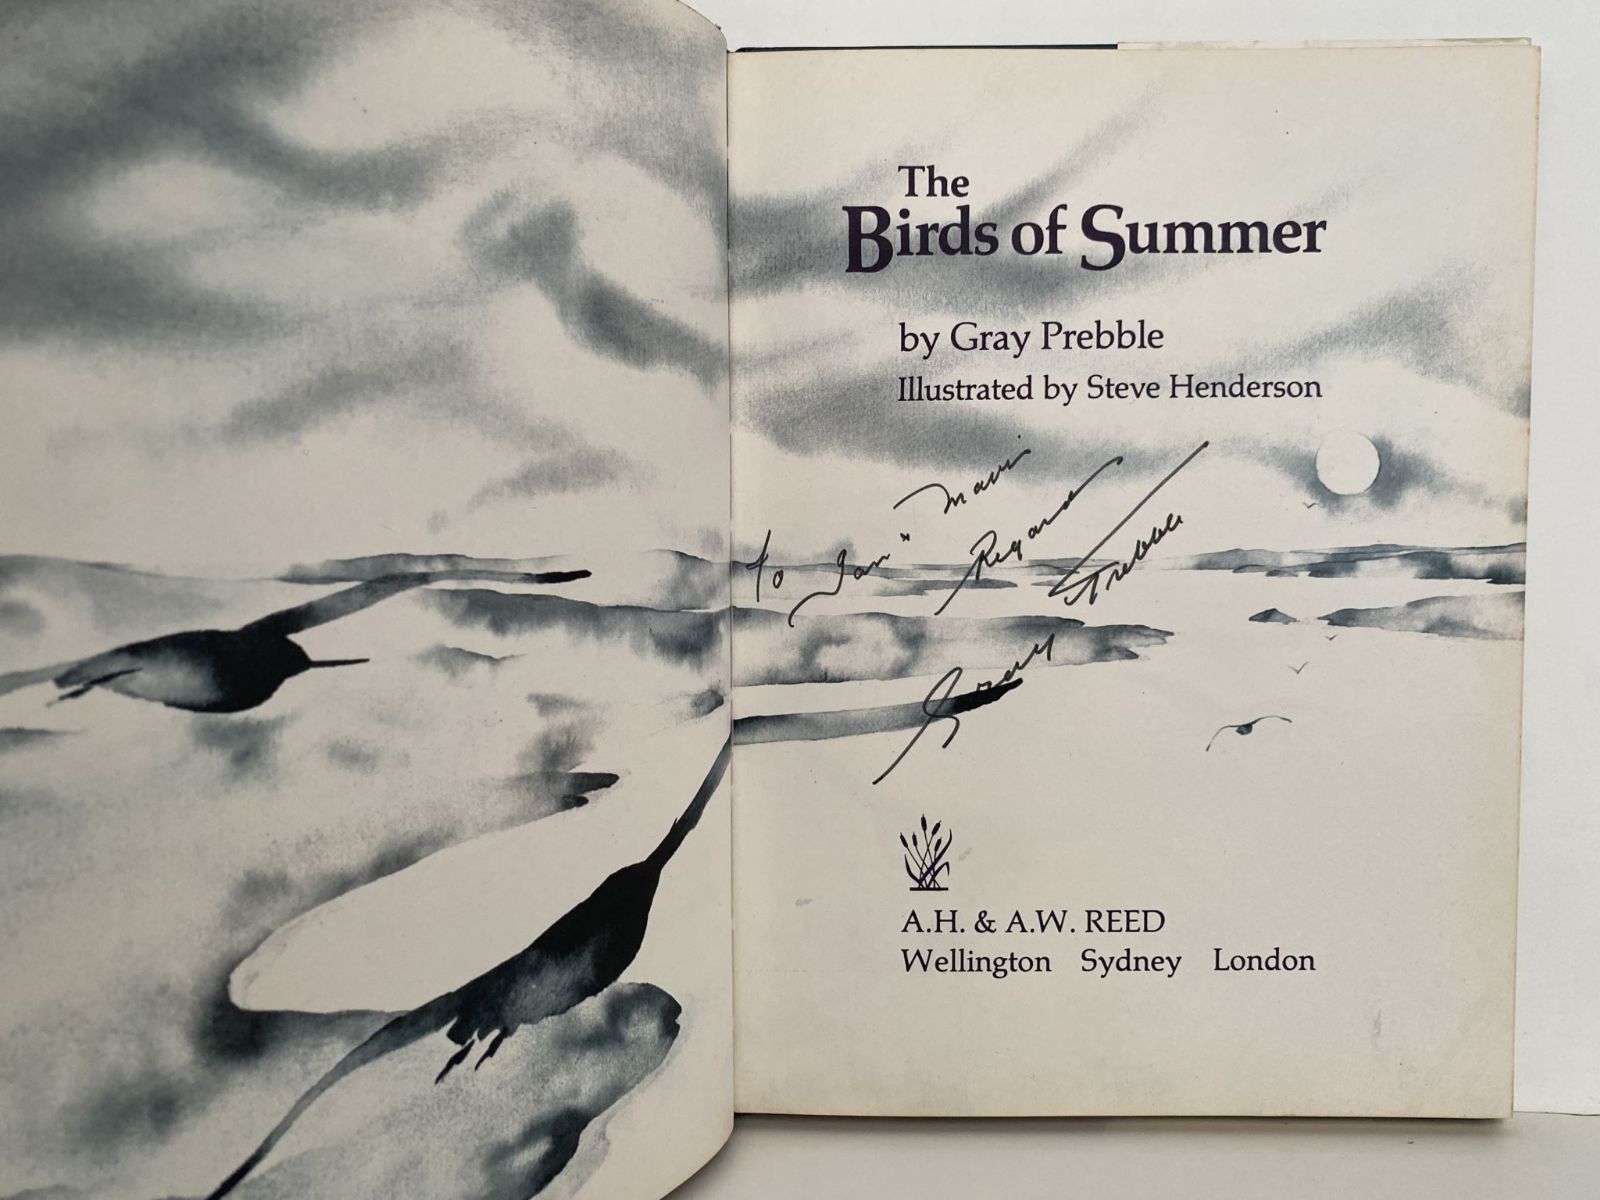 The
Birds of Summer
by Gray Prebble
Illustrated by Steve Henderson
To Ian "
Regards
Gray Prebble
A.H. & A.W. REED
Wellington Sydney London